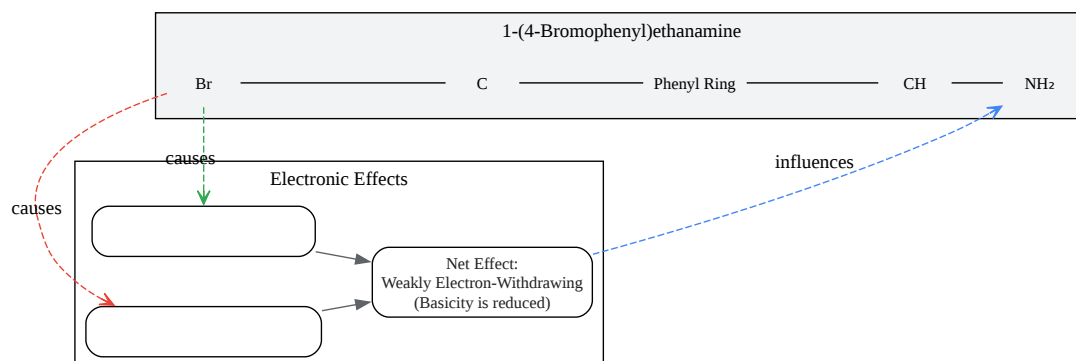 1-(4-Bromophenyl)ethanamine
Br
C
Phenyl Ring
CH
NH₂
causes
influences
Electronic Effects
causes
Net Effect:
Weakly Electron-Withdrawing
(Basicity is reduced)